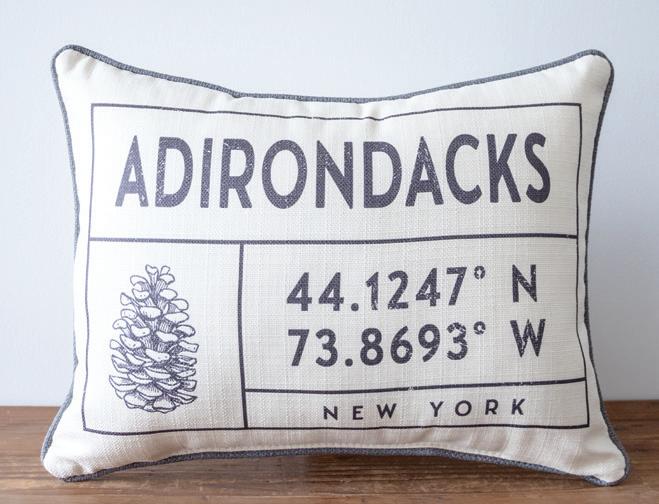 ADIRONDACKS
44.1247° N
73.8693° W
NEW YORK